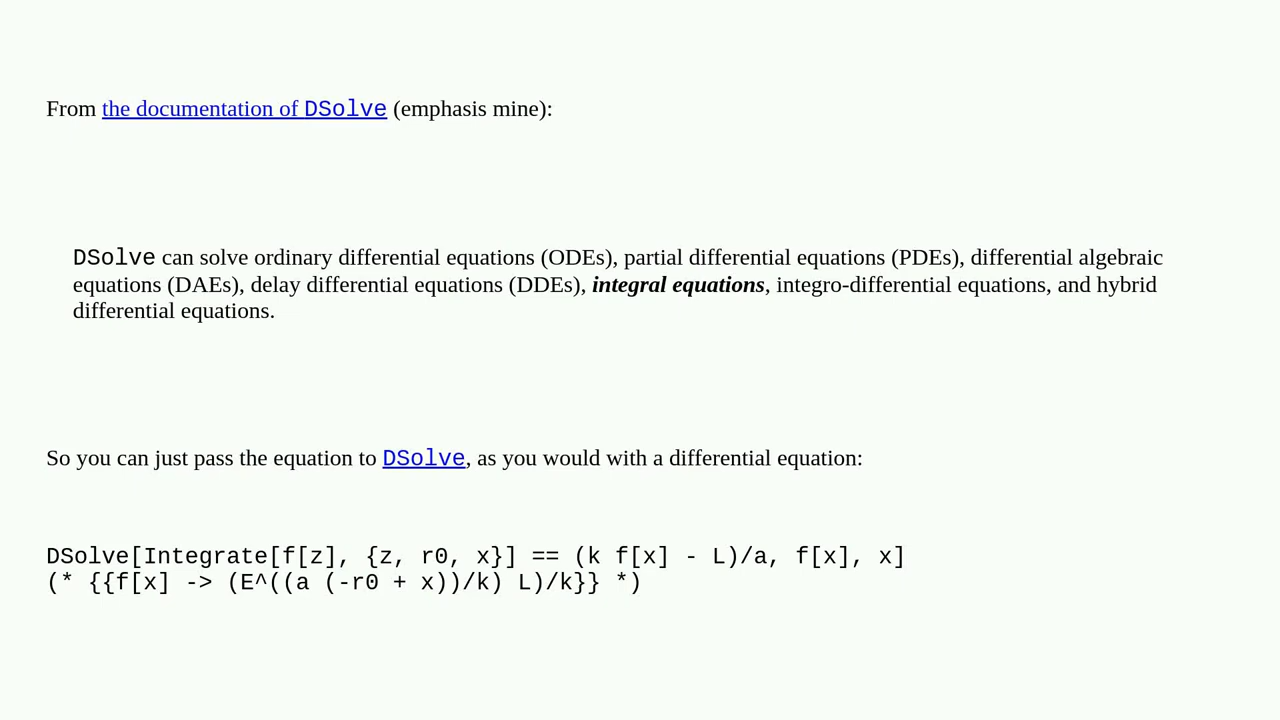 From the documentation of DSolve (emphasis mine):
DSolve can solve ordinary differential equations (ODEs), partial differential equations (PDEs), differential algebraic
equations (DAEs), delay differential equations (DDEs), integral equations, integro-differential equations, and hybrid
differential equations.
So you can just pass the equation to DSolve, as you would with a differential equation:
DSolve[Integrate[f[z], {z, r0, x}] == (k f[x] - L)/a, f[x], x]
(* {{f[x] -> (E^((a (-r0 + x))/k) L)/k}} *)